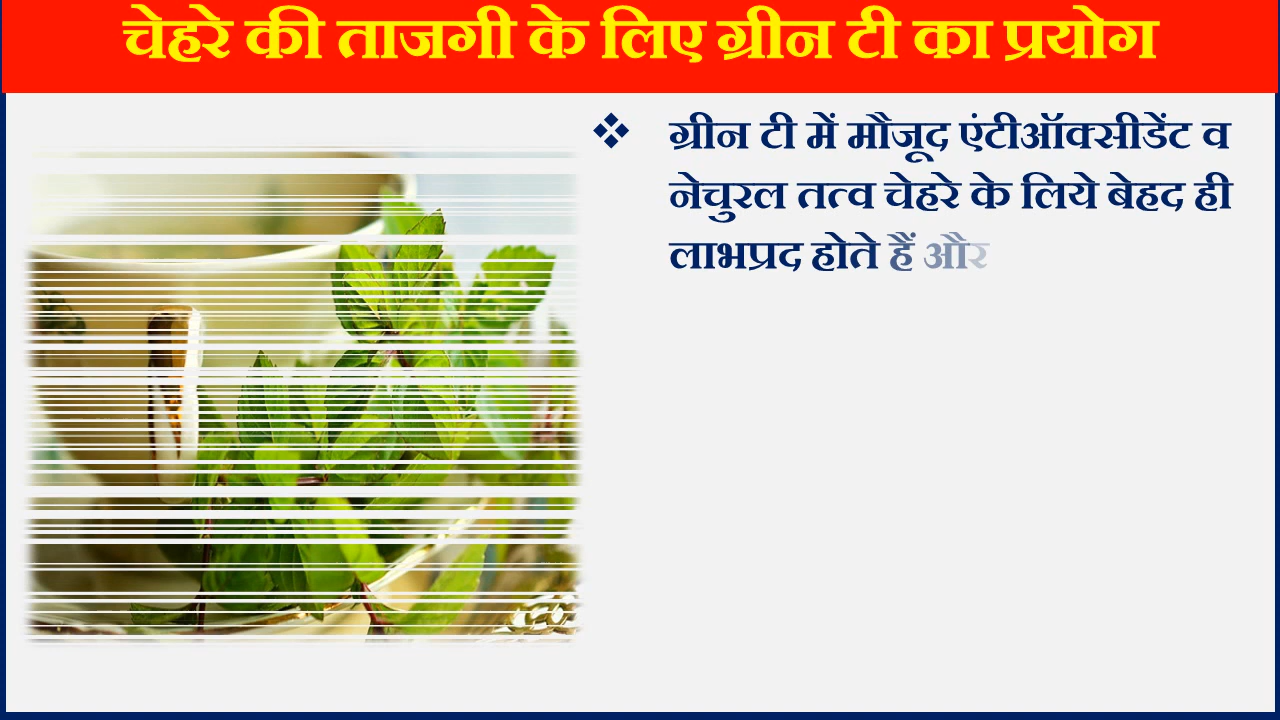 चेहरे की ताजगी के लिए ग्रीन टी का प्रयोग
ग्रीन टी में मौजूद एंटीऑक्सीडेंट व
नेचुरल तत्व चेहरे के लिये बेहद ही
लाभप्रद होते हैं और